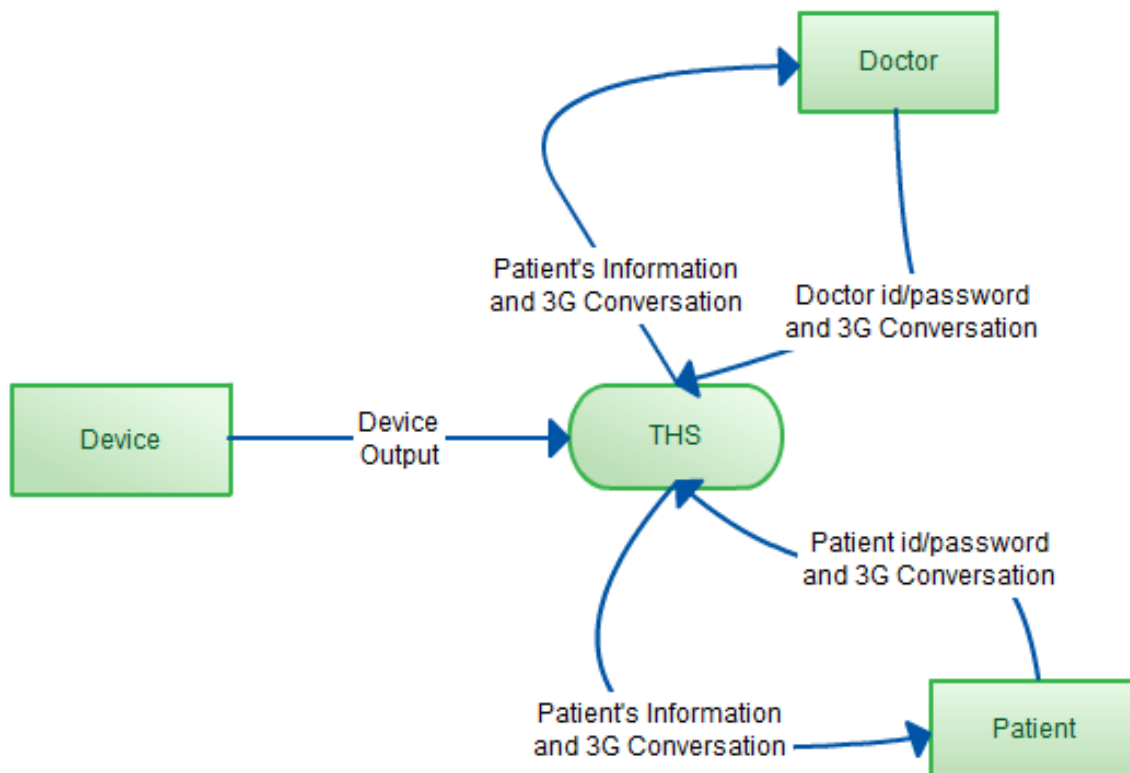 Doctor
Patient's Information
and 3G Conversation
Doctor id/password
and 3G Conversation
Device
Device
Output
THS
Patient id/password
and 3G Conversation
Patient's Information
and 3G Conversation
Patient